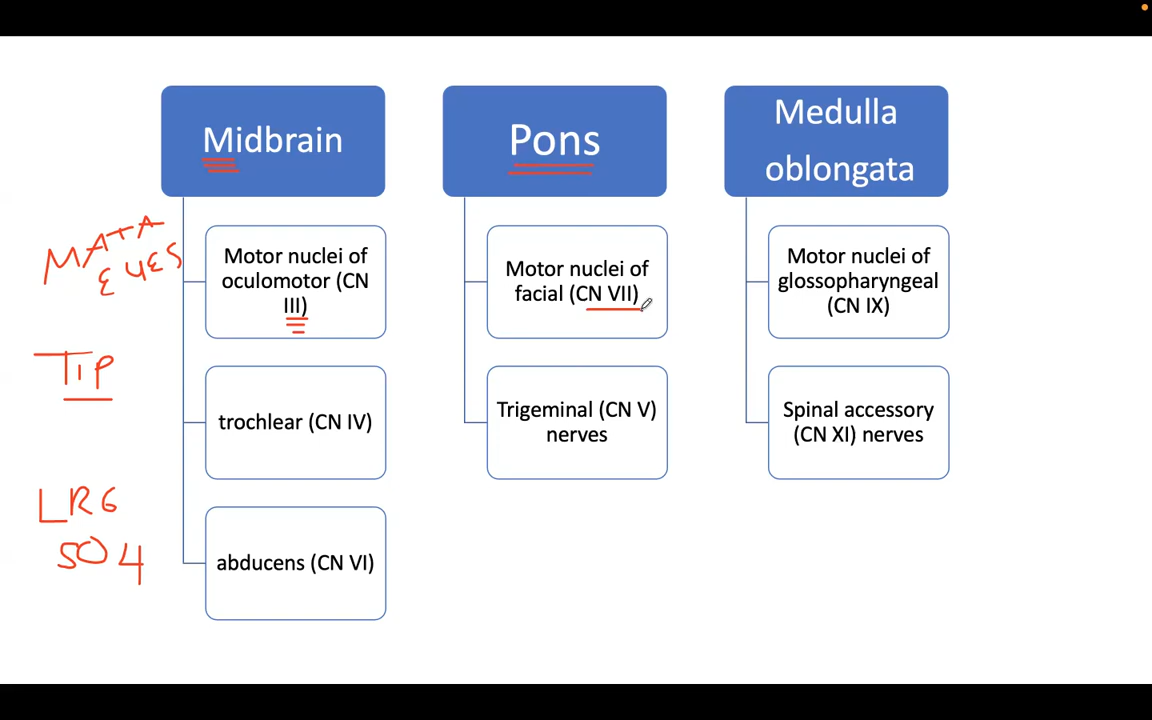 Midbrain
Motor nuclei of
oculomotor (CN
III)
trochlear (CN IV)
abducens (CN VI)
Pons
Motor nuclei of
facial (CN VII)
Trigeminal (CN V)
nerves
Medulla
oblongata
Motor nuclei of
glossopharyngeal
(CN IX)
Spinal accessory
(CN XI) nerves
MATA
EYES
TIP
LR6
SO4